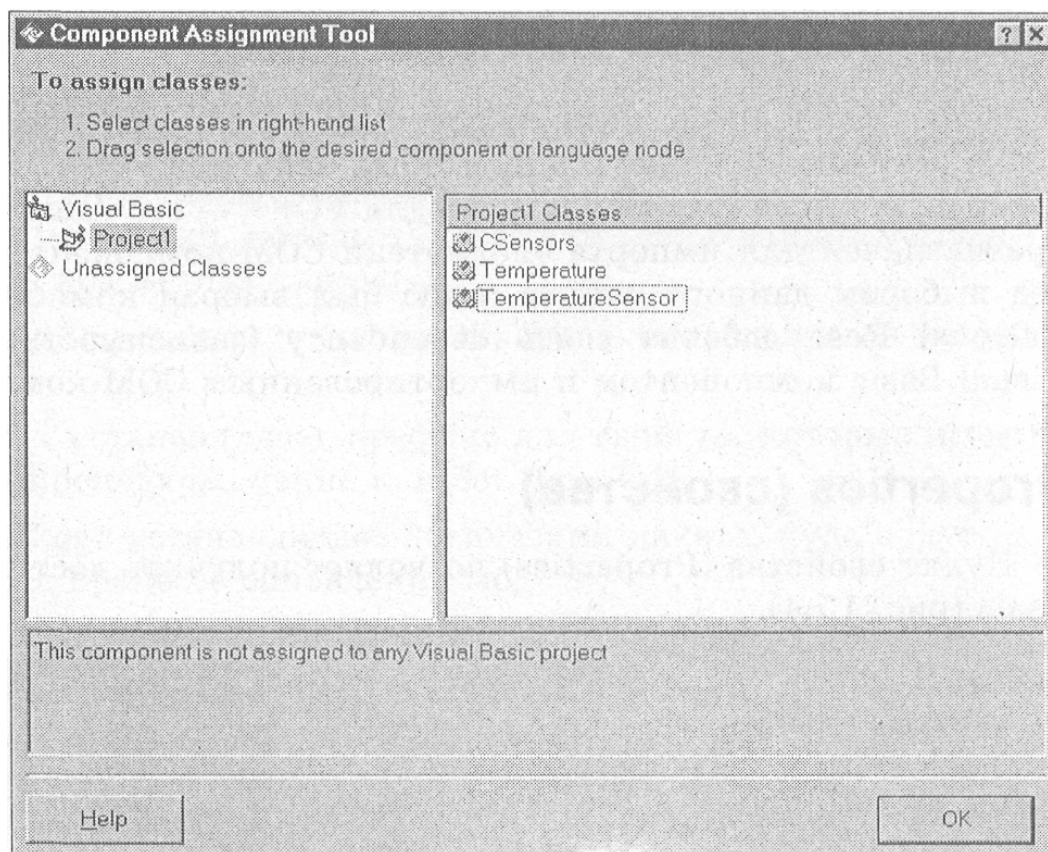 Component Assignment Tool
To assign classes:
1. Select classes in right-hand list
2. Drag selection onto the desired component or language node
Visual Basic
Project1
Unassigned Classes
Project1 Classes
CSensors
Temperature
TemperatureSensor
This component is not assigned to any Visual Basic project
Help
OK